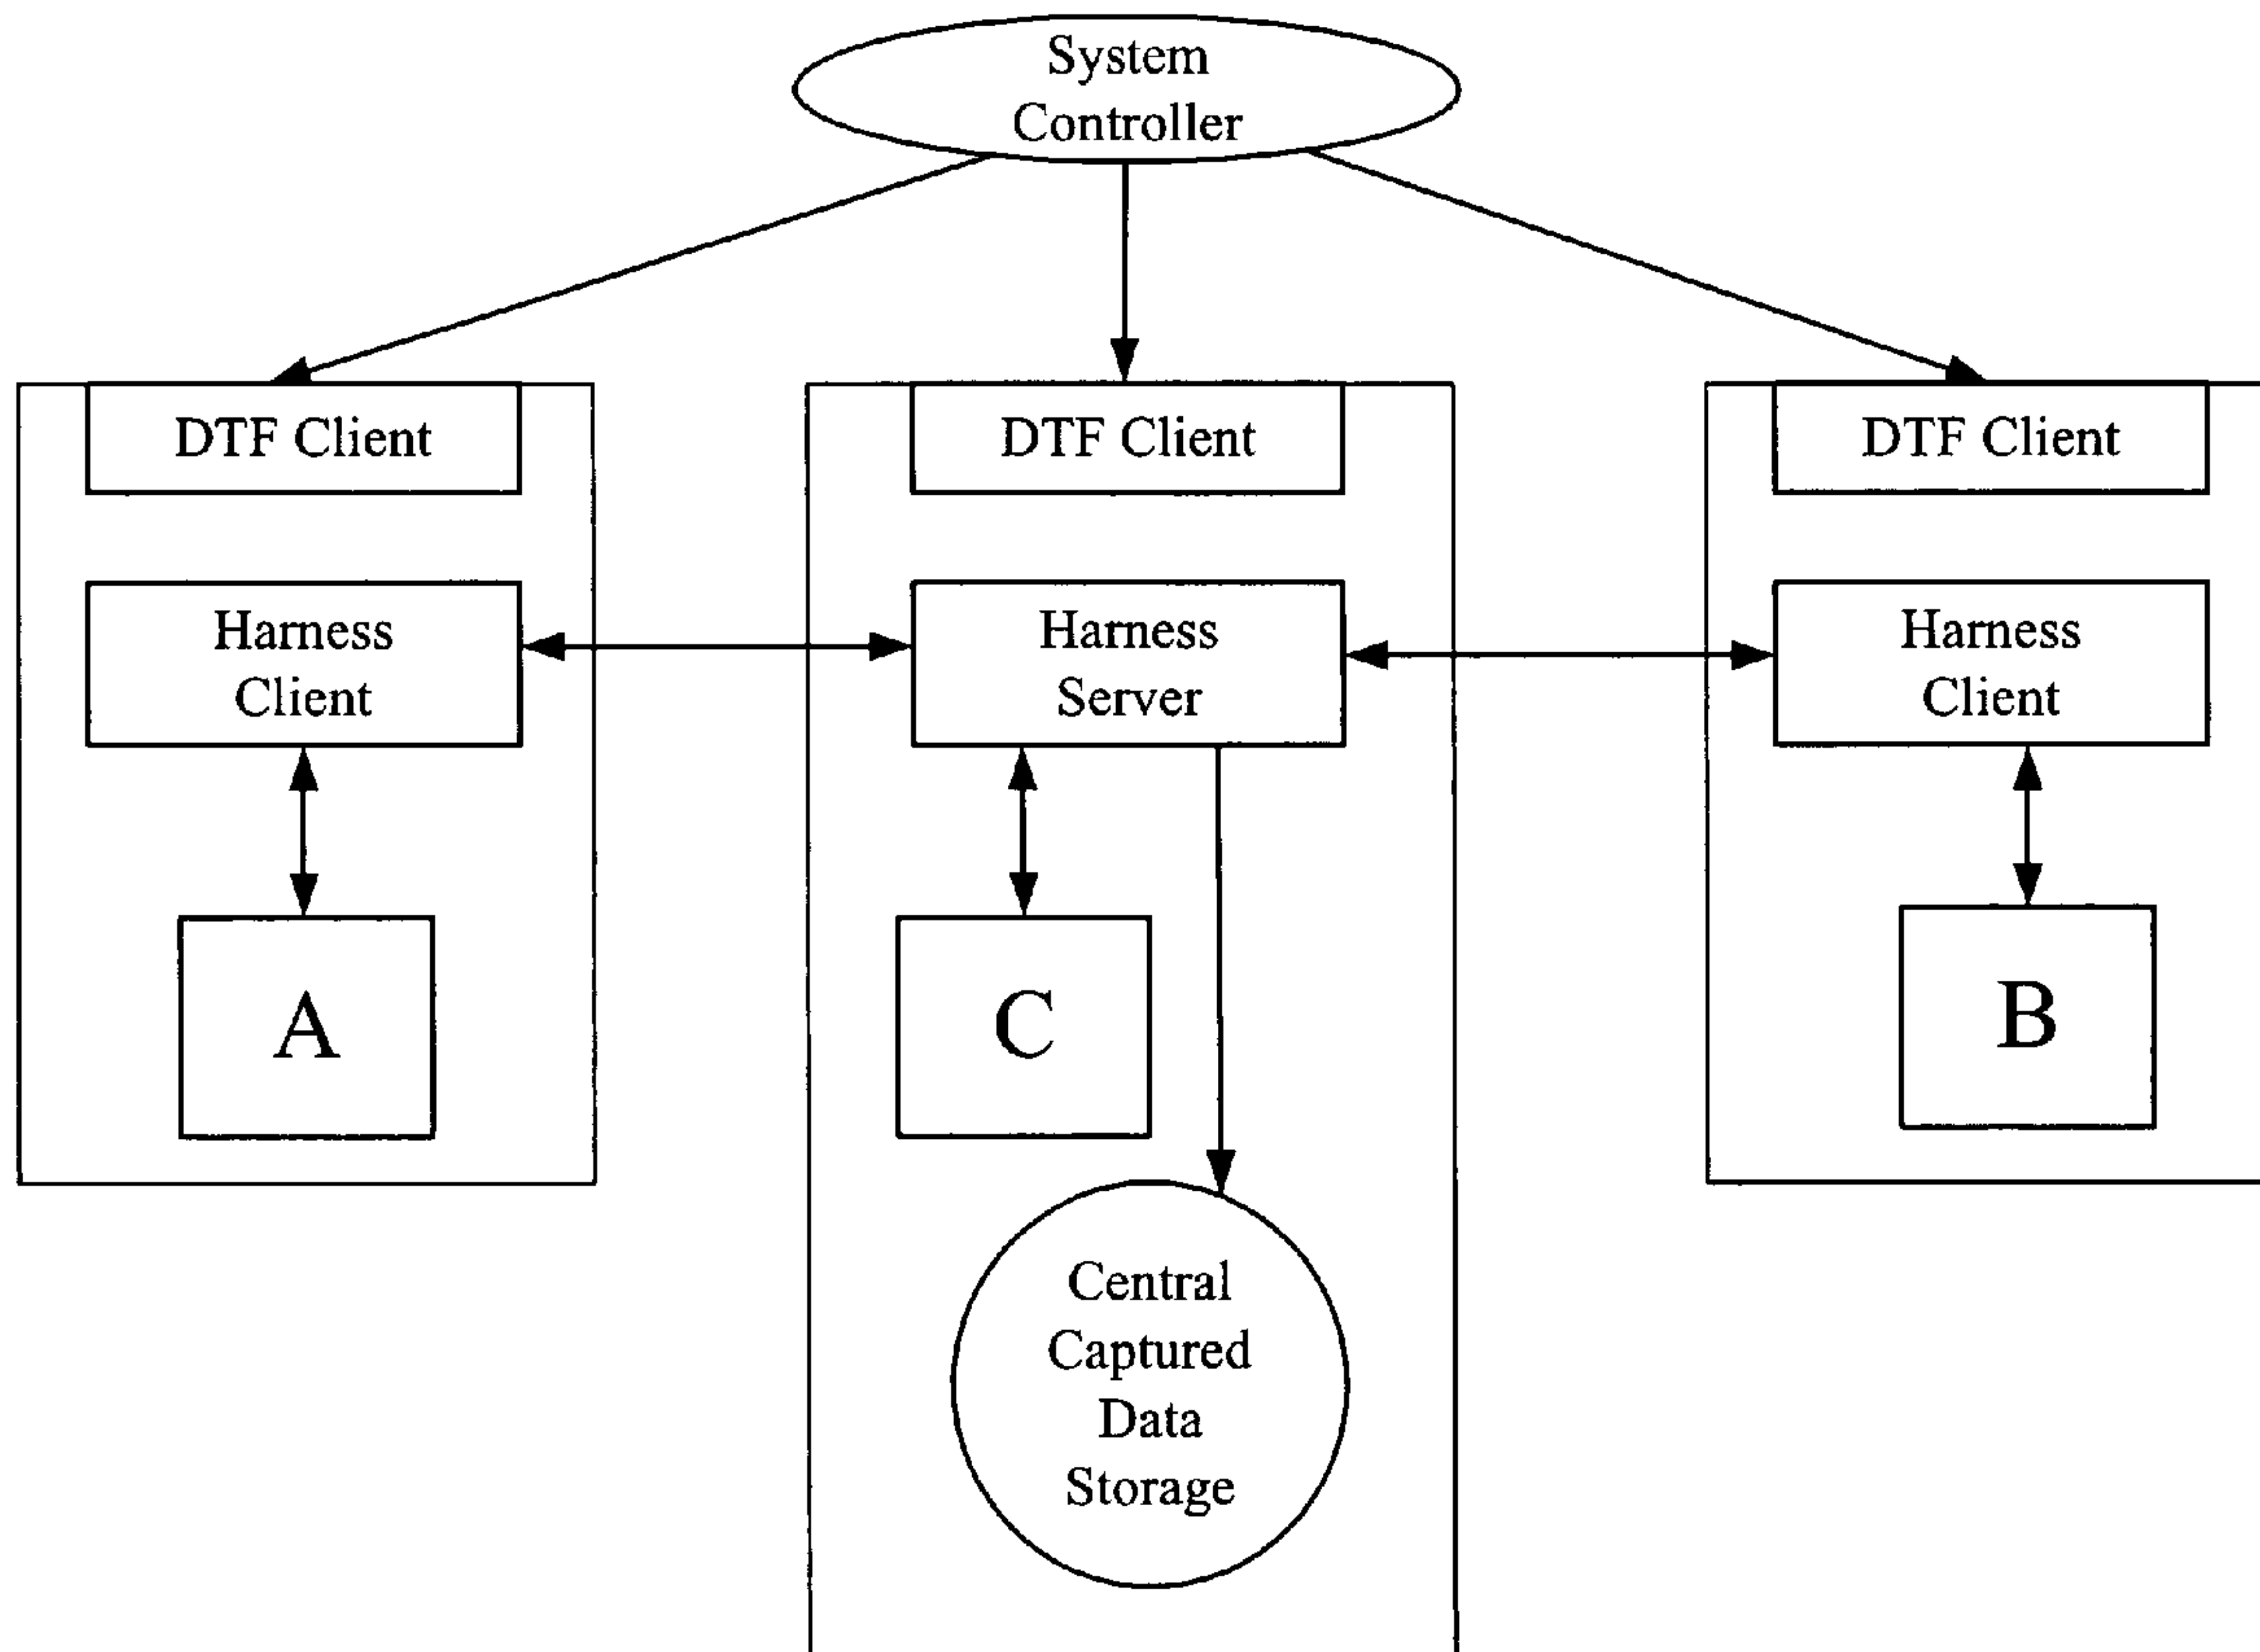 System
Controller
DTF Client
DTF Client
DTF Client
Harness
Client
Harness
Server
Harness
Client
A
C
B
Central
Captured
Data
Storage